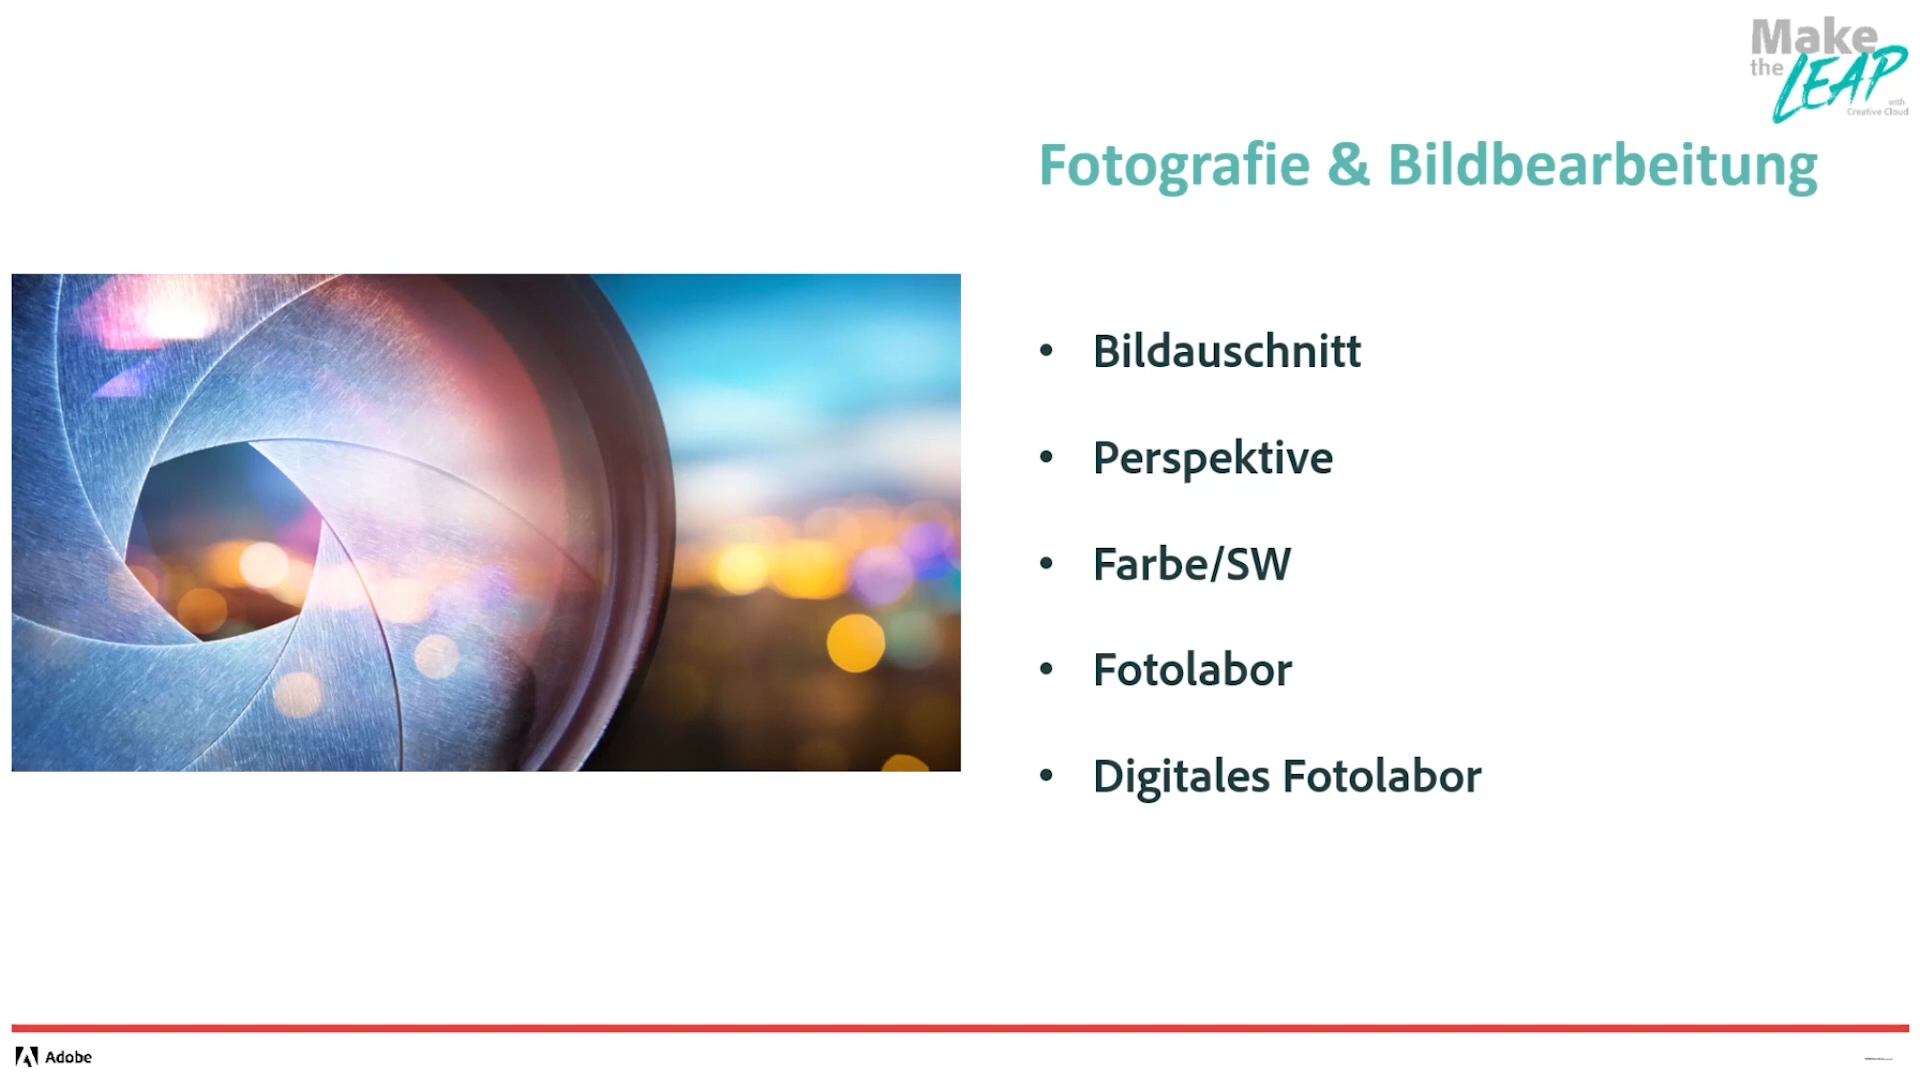 Make
the LEAP
with
Creative Cloud
Fotografie & Bildbearbeitung
• Bildauschnitt
• Perspektive
• Farbe/SW
• Fotolabor
• Digitales Fotolabor
Adobe